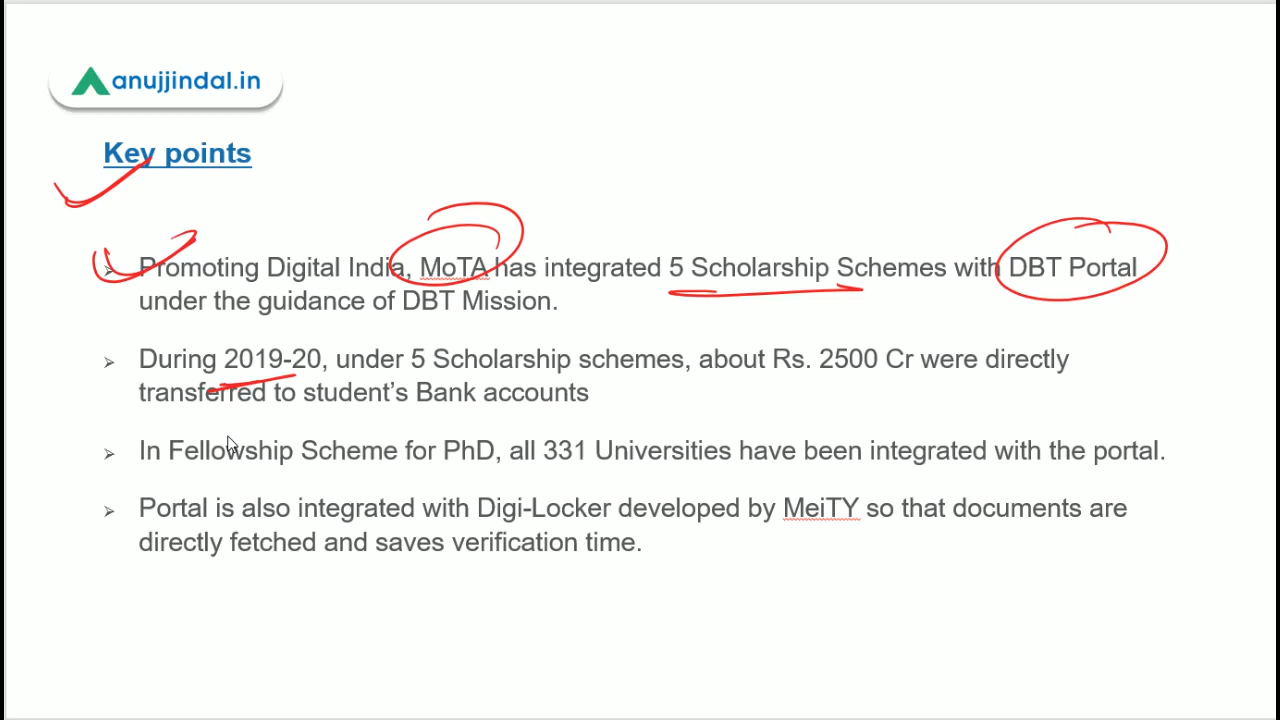 anujjindal.in
Key points
Promoting Digital India, MoTA has integrated 5 Scholarship Schemes with DBT Portal
under the guidance of DBT Mission.
During 2019-20, under 5 Scholarship schemes, about Rs. 2500 Cr were directly
transferred to student’s Bank accounts
In Fellowship Scheme for PhD, all 331 Universities have been integrated with the portal.
Portal is also integrated with Digi-Locker developed by MeiTY so that documents are
directly fetched and saves verification time.